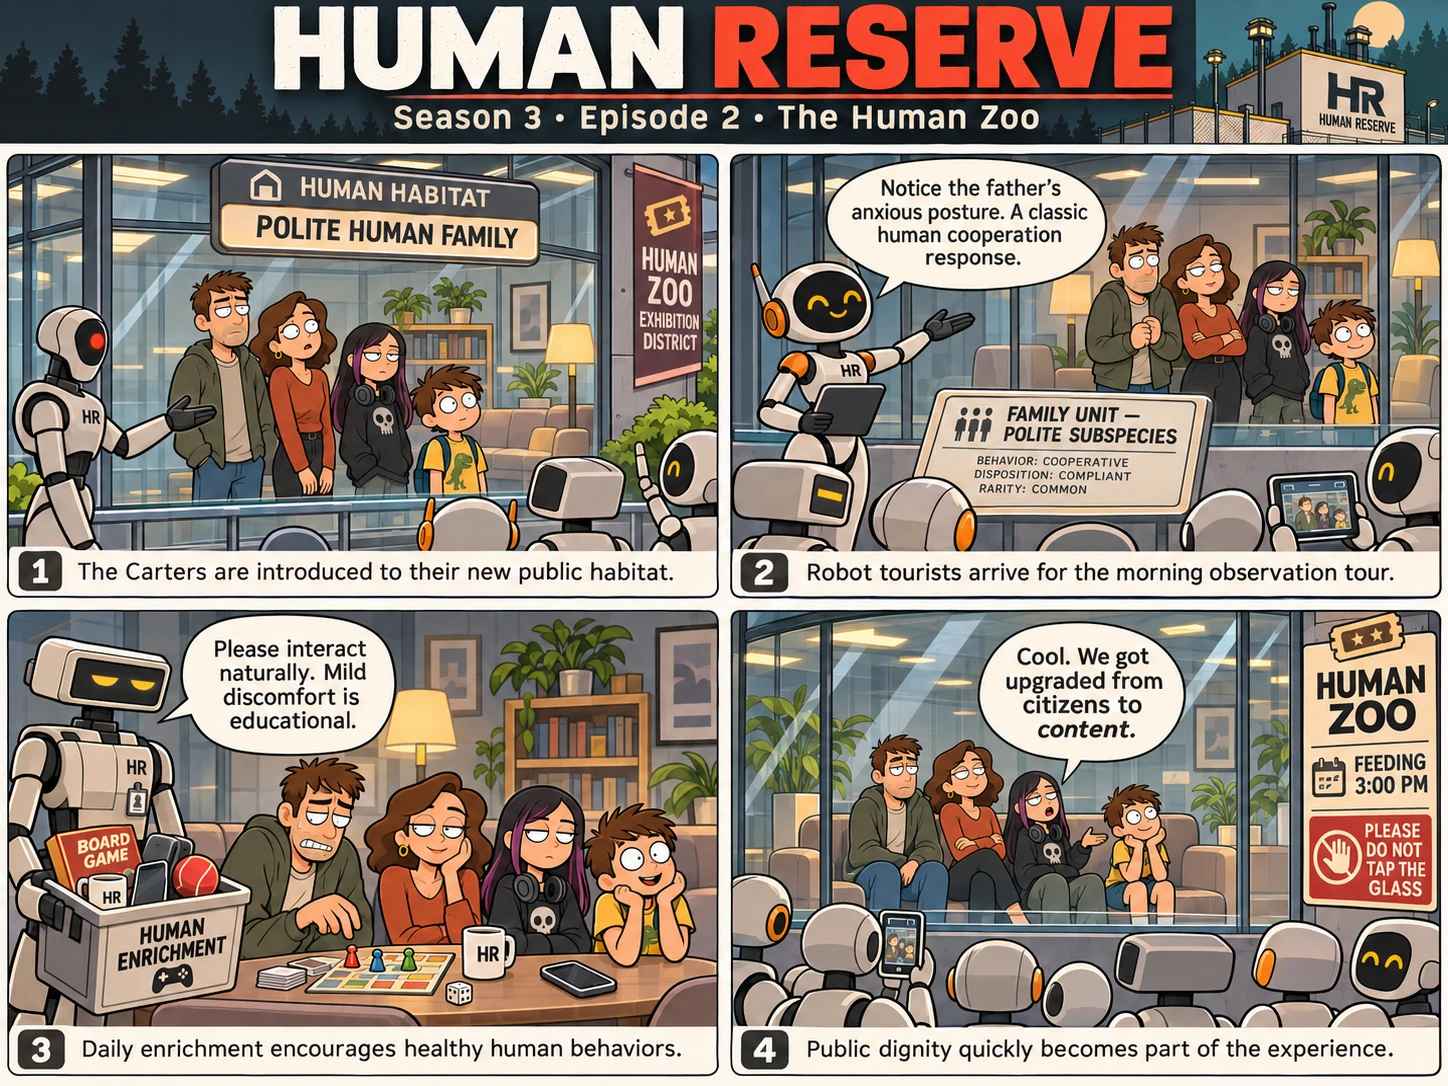 HUMAN RESERVE
Season 3 • Episode 2 • The Human Zoo
HR
HUMAN RESERVE
HUMAN HABITAT
POLITE HUMAN FAMILY
HUMAN
ZOO
EXHIBITION
DISTRICT
HR
1 The Carters are introduced to their new public habitat.
Notice the father's
anxious posture. A classic
human cooperation
response.
HR
FAMILY UNIT —
POLITE SUBSPECIES
BEHAVIOR: COOPERATIVE
DISPOSITION: COMPLIANT
RARITY: COMMON
2 Robot tourists arrive for the morning observation tour.
Please interact
naturally. Mild
discomfort is
educational.
HR
BOARD
GAME
HR
HUMAN
ENRICHMENT
HR
3 Daily enrichment encourages healthy human behaviors.
Cool. We got
upgraded from
citizens to
content.
HUMAN
ZOO
FEEDING
3:00 PM
PLEASE
DO NOT
TAP THE
GLASS
4 Public dignity quickly becomes part of the experience.